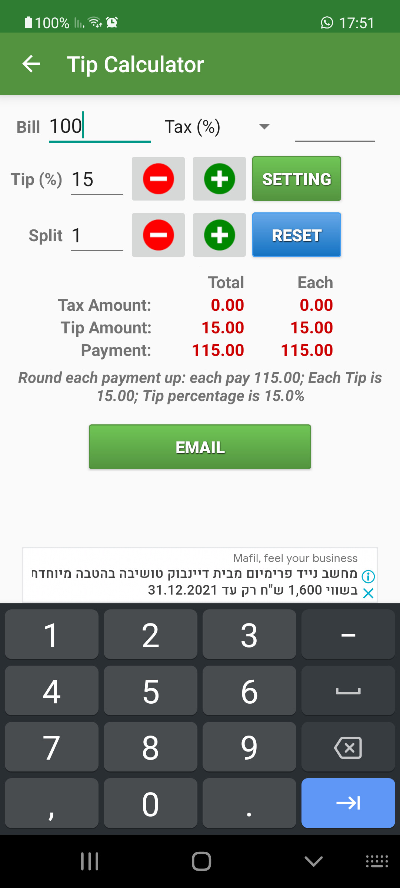 100% 17:51
Tip Calculator
Bill 100 Tax (%)
Tip (%) 15 SETTING
Split 1 RESET
Total Each
Tax Amount: 0.00 0.00
Tip Amount: 15.00 15.00
Payment: 115.00 115.00
Round each payment up: each pay 115.00; Each Tip is
15.00; Tip percentage is 15.0%
EMAIL
Mafil, feel your business
מחשב נייד פרימיום מבית דיינבוק טושיבה בהטבה מיוחדת
בשווי 1,600 ש"ח רק עד 31.12.2021
1 2 3 -
4 5 6
7 8 9
, 0 .